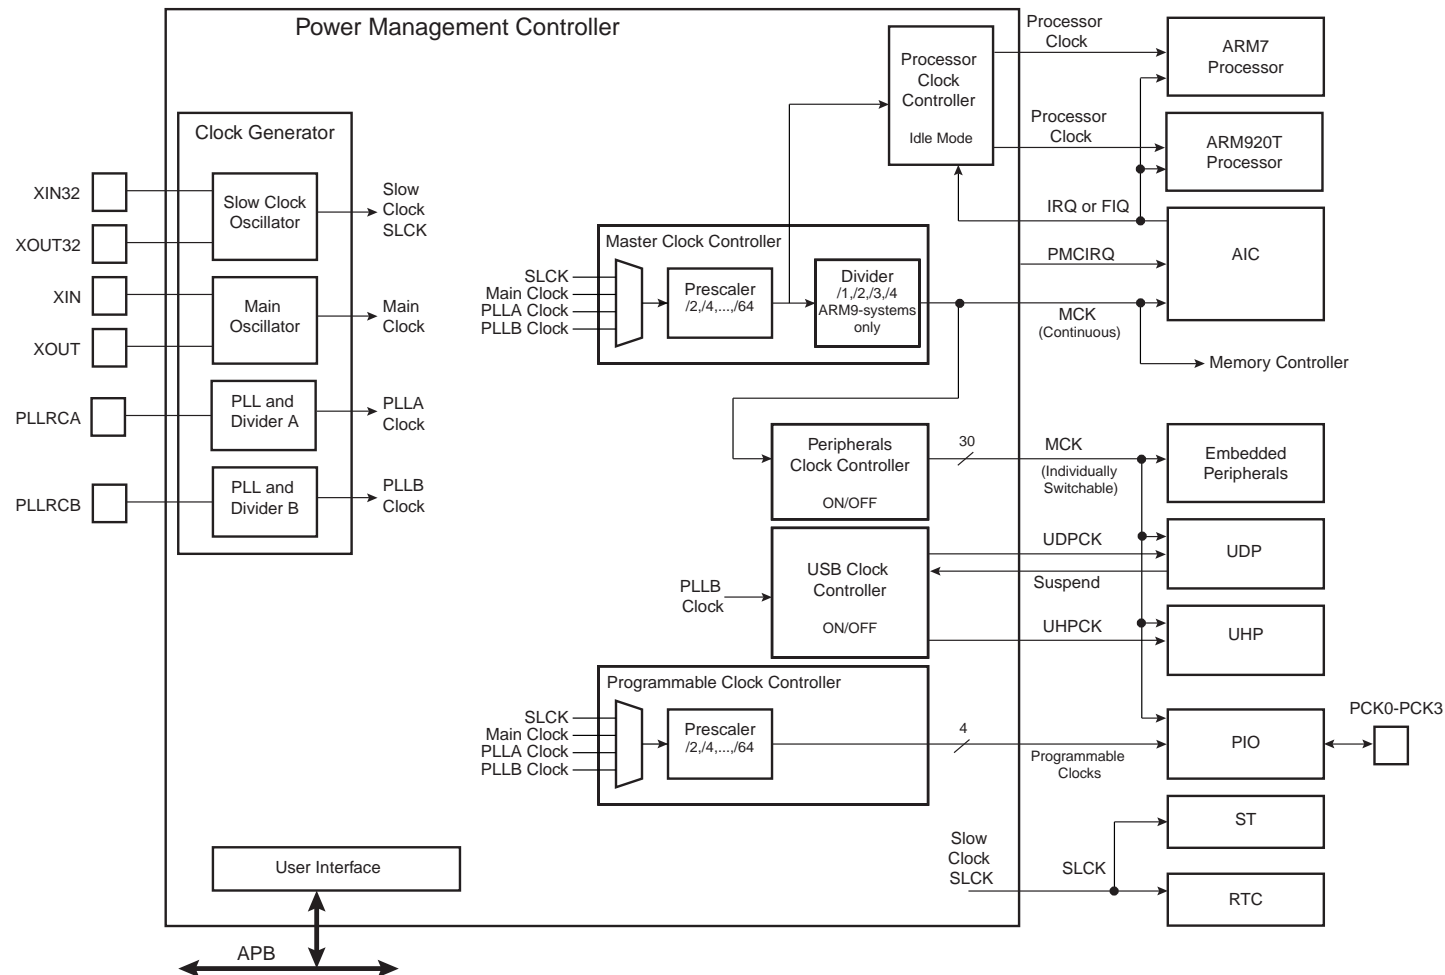 Power Management Controller
Clock Generator
XIN32
XOUT32
XIN
XOUT
PLLRCA
PLLRCB
Slow Clock
Oscillator
Main
Oscillator
PLL and
Divider A
PLL and
Divider B
Slow
Clock
SLCK
Main
Clock
PLLA
Clock
PLLB
Clock
Processor
Clock
Controller
Idle Mode
Processor
Clock
ARM7
Processor
Processor
Clock
ARM920T
Processor
IRQ or FIQ
PMCIRQ
AIC
MCK
(Continuous)
Memory Controller
Master Clock Controller
SLCK
Main Clock
PLLA Clock
PLLB Clock
Prescaler
/2,/4,...,/64
Divider
/1,/2,/3,/4
ARM9-systems
only
Peripherals
Clock Controller
ON/OFF
30
MCK
(Individually
Switchable)
Embedded
Peripherals
PLLB
Clock
USB Clock
Controller
ON/OFF
UDPCK
Suspend
UDP
UHPCK
UHP
Programmable Clock Controller
SLCK
Main Clock
PLLA Clock
PLLB Clock
Prescaler
/2,/4,...,/64
4
Programmable
Clocks
PIO
PCK0-PCK3
Slow
Clock
SLCK
SLCK
ST
RTC
User Interface
APB